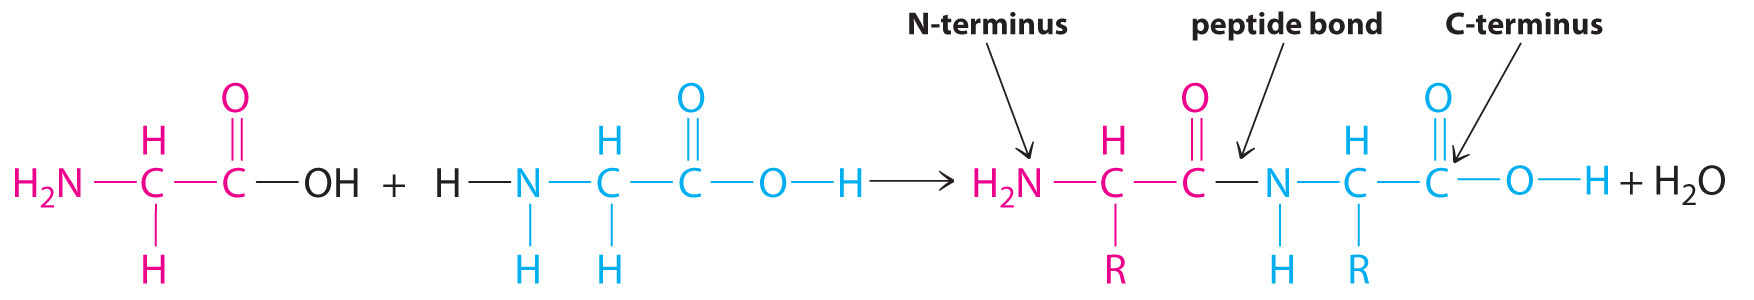 N-terminus peptide bond C-terminus
O O O O
H H H H
H₂N C C OH + H N C C O H H₂N C C N C C O H + H₂O
H H H R H R